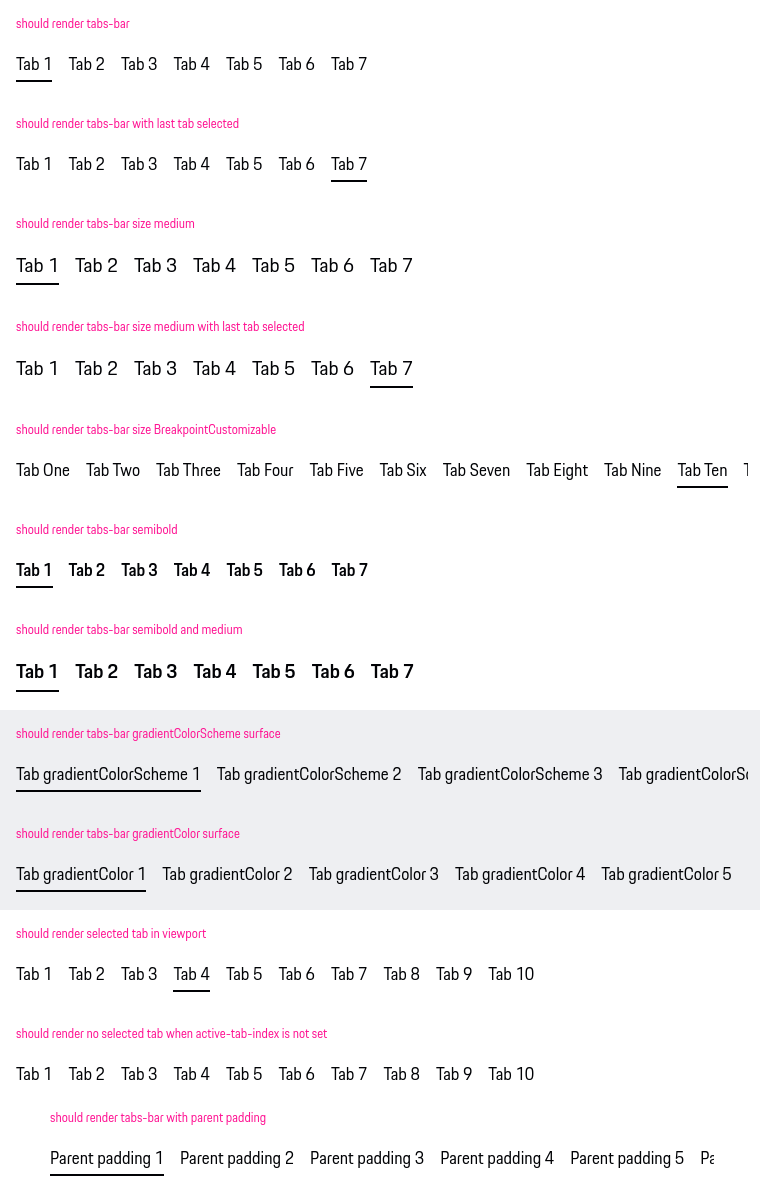 should render tabs-bar
Tab 1 Tab 2 Tab 3 Tab 4 Tab 5 Tab 6 Tab 7
should render tabs-bar with last tab selected
Tab 1 Tab 2 Tab 3 Tab 4 Tab 5 Tab 6 Tab 7
should render tabs-bar size medium
Tab 1 Tab 2 Tab 3 Tab 4 Tab 5 Tab 6 Tab 7
should render tabs-bar size medium with last tab selected
Tab 1 Tab 2 Tab 3 Tab 4 Tab 5 Tab 6 Tab 7
should render tabs-bar size BreakpointCustomizable
Tab One Tab Two Tab Three Tab Four Tab Five Tab Six Tab Seven Tab Eight Tab Nine Tab Ten
should render tabs-bar semibold
Tab 1 Tab 2 Tab 3 Tab 4 Tab 5 Tab 6 Tab 7
should render tabs-bar semibold and medium
Tab 1 Tab 2 Tab 3 Tab 4 Tab 5 Tab 6 Tab 7
should render tabs-bar gradientColorScheme surface
Tab gradientColorScheme 1 Tab gradientColorScheme 2 Tab gradientColorScheme 3 Tab gradientColorS
should render tabs-bar gradientColor surface
Tab gradientColor 1 Tab gradientColor 2 Tab gradientColor 3 Tab gradientColor 4 Tab gradientColor 5
should render selected tab in viewport
Tab 1 Tab 2 Tab 3 Tab 4 Tab 5 Tab 6 Tab 7 Tab 8 Tab 9 Tab 10
should render no selected tab when active-tab-index is not set
Tab 1 Tab 2 Tab 3 Tab 4 Tab 5 Tab 6 Tab 7 Tab 8 Tab 9 Tab 10
should render tabs-bar with parent padding
Parent padding 1 Parent padding 2 Parent padding 3 Parent padding 4 Parent padding 5 Pa